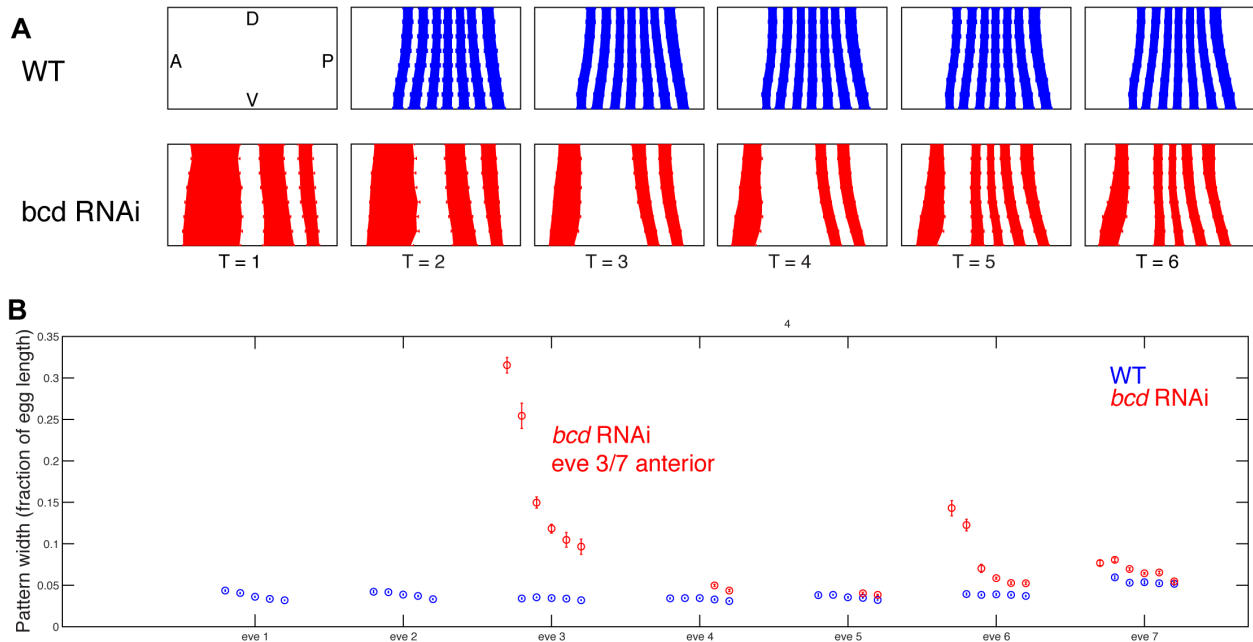 A
WT
D
A
P
V
bcd RNAi
T = 1
T = 2
T = 3
T = 4
T = 5
T = 6
B
4
Pattern width (fraction of egg length)
0.35
0.3
0.25
0.2
0.15
0.1
0.05
0
WT
bcd RNAi
bcd RNAi
eve 3/7 anterior
eve 1
eve 2
eve 3
eve 4
eve 5
eve 6
eve 7